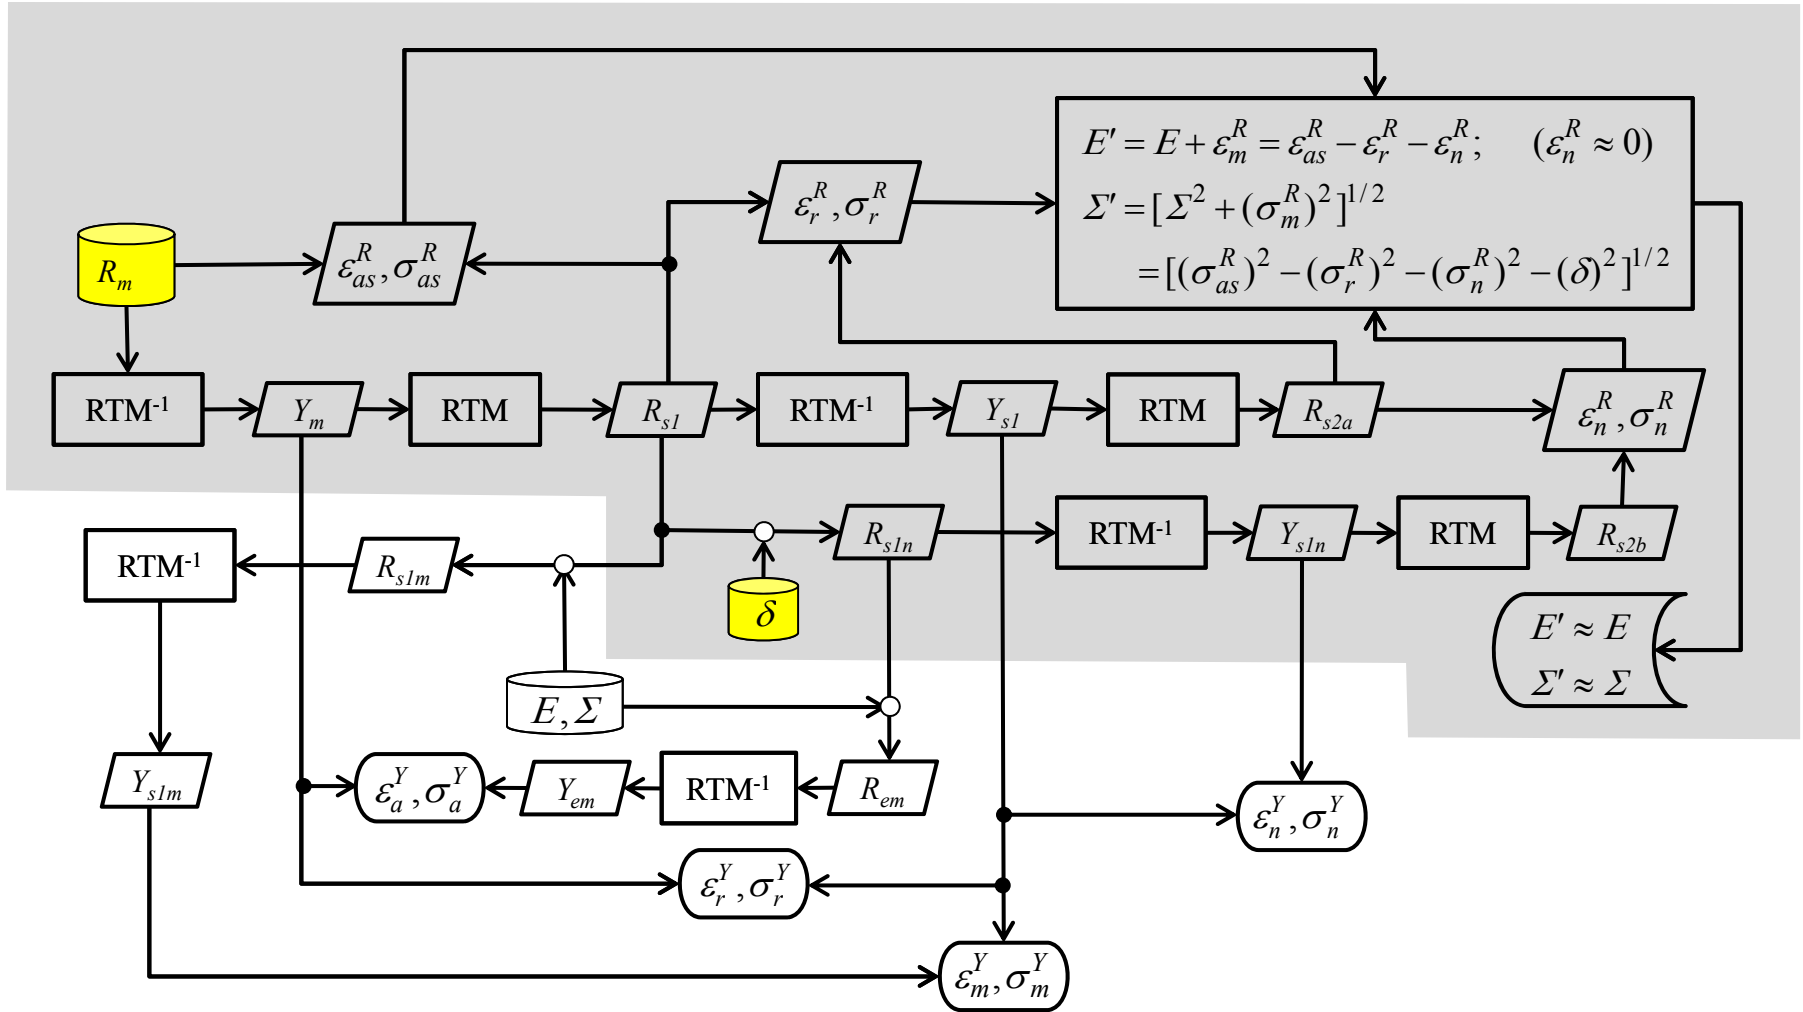 E′ = E + ε_m^R = ε_as^R − ε_r^R − ε_n^R;  (ε_n^R ≈ 0)
Σ′ = [Σ² + (σ_m^R)²]^{1/2}
= [(σ_as^R)² − (σ_r^R)² − (σ_n^R)² − (δ)²]^{1/2}
ε_r^R, σ_r^R
R_m
ε_as^R, σ_as^R
RTM⁻¹
Y_m
RTM
R_s1
RTM⁻¹
Y_s1
RTM
R_s2a
ε_n^R, σ_n^R
R_s1n
RTM⁻¹
Y_s1n
RTM
R_s2b
RTM⁻¹
R_s1m
δ
E′ ≈ E
Σ′ ≈ Σ
E, Σ
Y_s1m
ε_a^Y, σ_a^Y
Y_em
RTM⁻¹
R_em
ε_n^Y, σ_n^Y
ε_r^Y, σ_r^Y
ε_m^Y, σ_m^Y